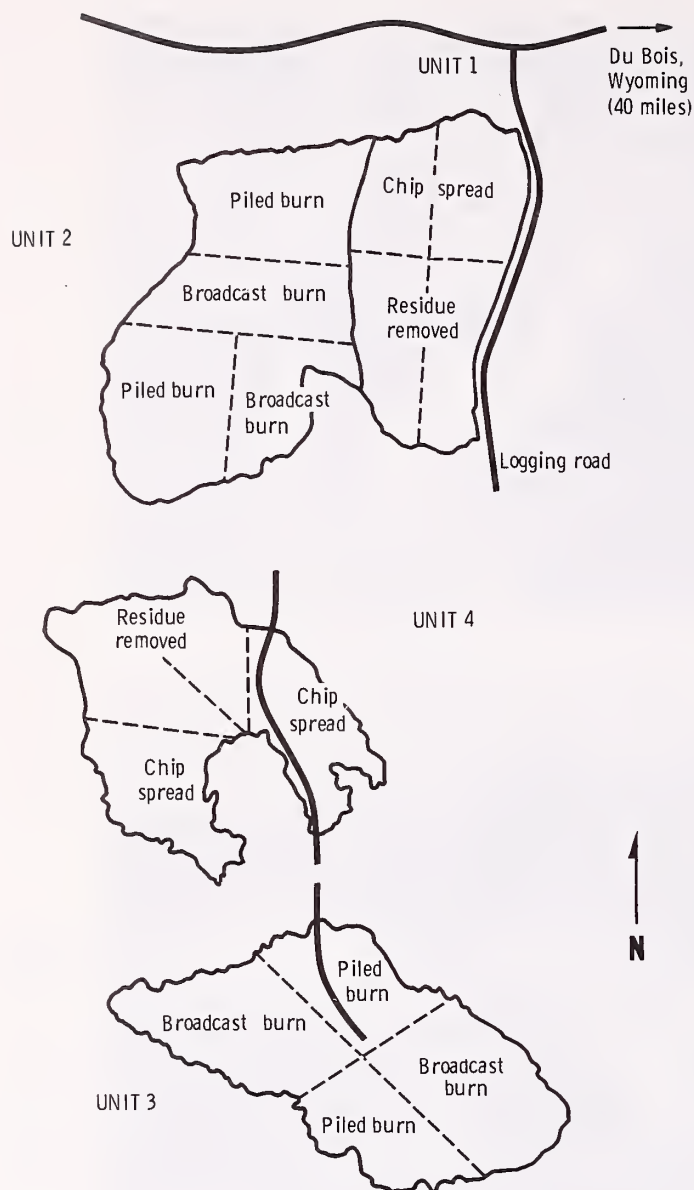 UNIT 1
Du Bois,
Wyoming
(40 miles)
Chip spread
Piled burn
UNIT 2
Broadcast burn
Residue
removed
Piled burn
Broadcast
burn
Logging road
Residue
removed
UNIT 4
Chip
spread
Chip
spread
N
Piled
burn
Broadcast burn
Broadcast
burn
UNIT 3
Piled burn